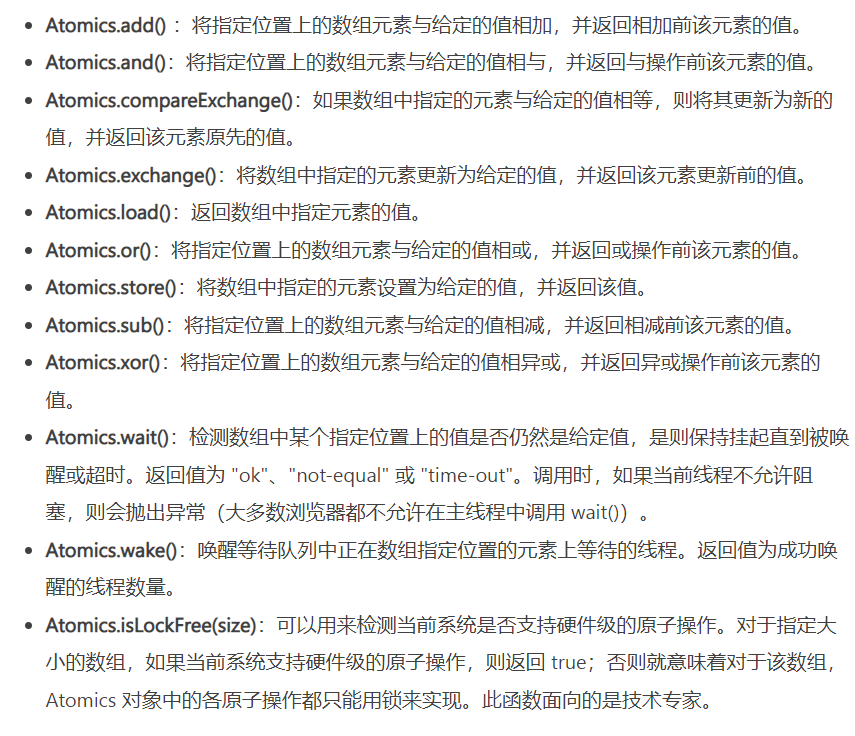 Atomics.add() ：将指定位置上的数组元素与给定的值相加，并返回相加前该元素的值。
Atomics.and()：将指定位置上的数组元素与给定的值相与，并返回与操作前该元素的值。
Atomics.compareExchange()：如果数组中指定的元素与给定的值相等，则将其更新为新的
值，并返回该元素原先的值。
Atomics.exchange()：将数组中指定的元素更新为给定的值，并返回该元素更新前的值。
Atomics.load()：返回数组中指定元素的值。
Atomics.or()：将指定位置上的数组元素与给定的值相或，并返回或操作前该元素的值。
Atomics.store()：将数组中指定的元素设置为给定的值，并返回该值。
Atomics.sub()：将指定位置上的数组元素与给定的值相减，并返回相减前该元素的值。
Atomics.xor()：将指定位置上的数组元素与给定的值相异或，并返回异或操作前该元素的
值。
Atomics.wait()：检测数组中某个指定位置上的值是否仍然是给定值，是则保持挂起直到被唤
醒或超时。返回值为 "ok"、"not-equal" 或 "time-out"。调用时，如果当前线程不允许阻
塞，则会抛出异常（大多数浏览器都不允许在主线程中调用 wait()）。
Atomics.wake()：唤醒等待队列中正在数组指定位置的元素上等待的线程。返回值为成功唤
醒的线程数量。
Atomics.isLockFree(size)：可以用来检测当前系统是否支持硬件级的原子操作。对于指定大
小的数组，如果当前系统支持硬件级的原子操作，则返回 true；否则就意味着对于该数组，
Atomics 对象中的各原子操作都只能用锁来实现。此函数面向的是技术专家。